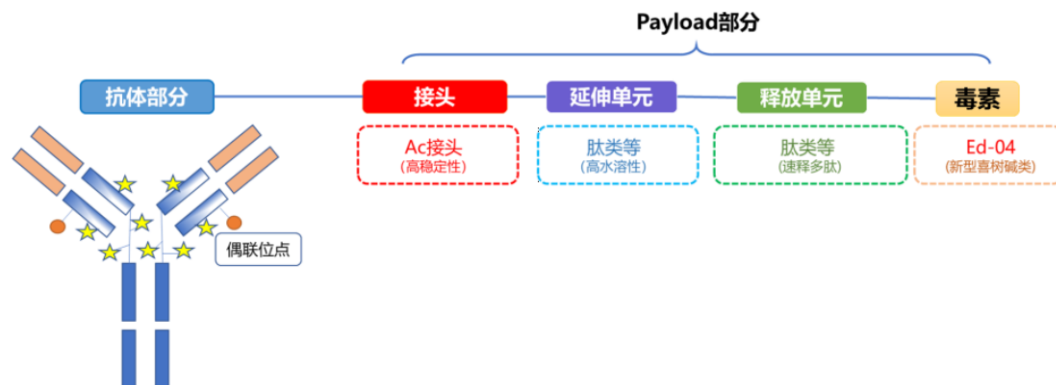 Payload部分
抗体部分
接头
延伸单元
释放单元
毒素
Ac接头
(高稳定性)
肽类等
(高水溶性)
肽类等
(速释多肽)
Ed-04
(新型喜树碱类)
偶联位点